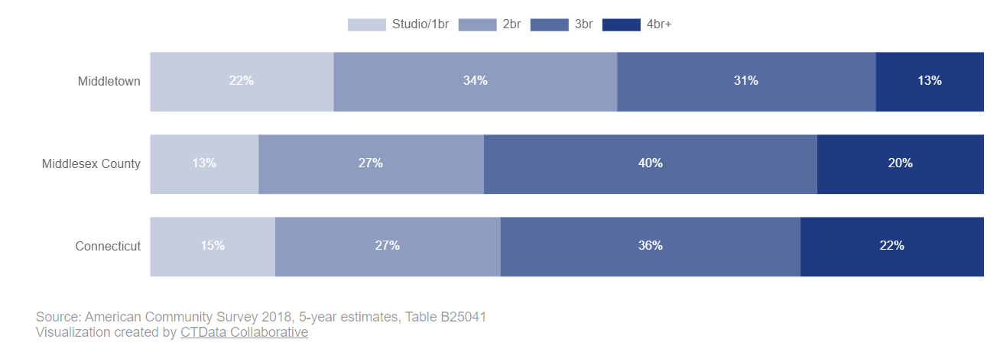 Studio/1br 2br 3br 4br+
Middletown 22% 34% 31% 13%
Middlesex County 13% 27% 40% 20%
Connecticut 15% 27% 36% 22%
Source: American Community Survey 2018, 5-year estimates, Table B25041
Visualization created by CTData Collaborative